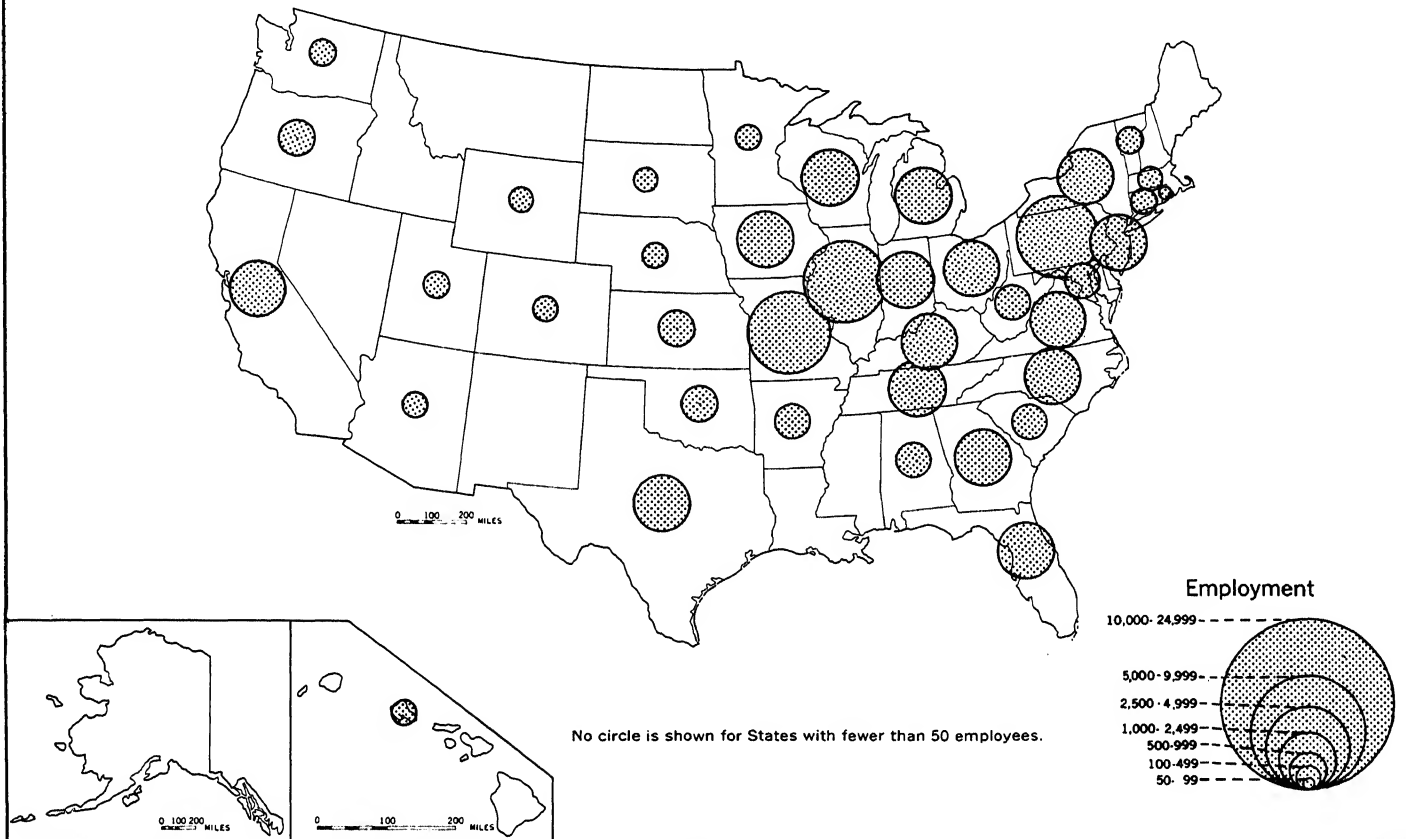 0 100 200 MILES
Employment
10,000- 24,999
5,000-9,999
2,500-4,999
1,000-2,499
500-999
100-499
50- 99
No circle is shown for States with fewer than 50 employees.
0 100 200 MILES
0 100 200 MILES